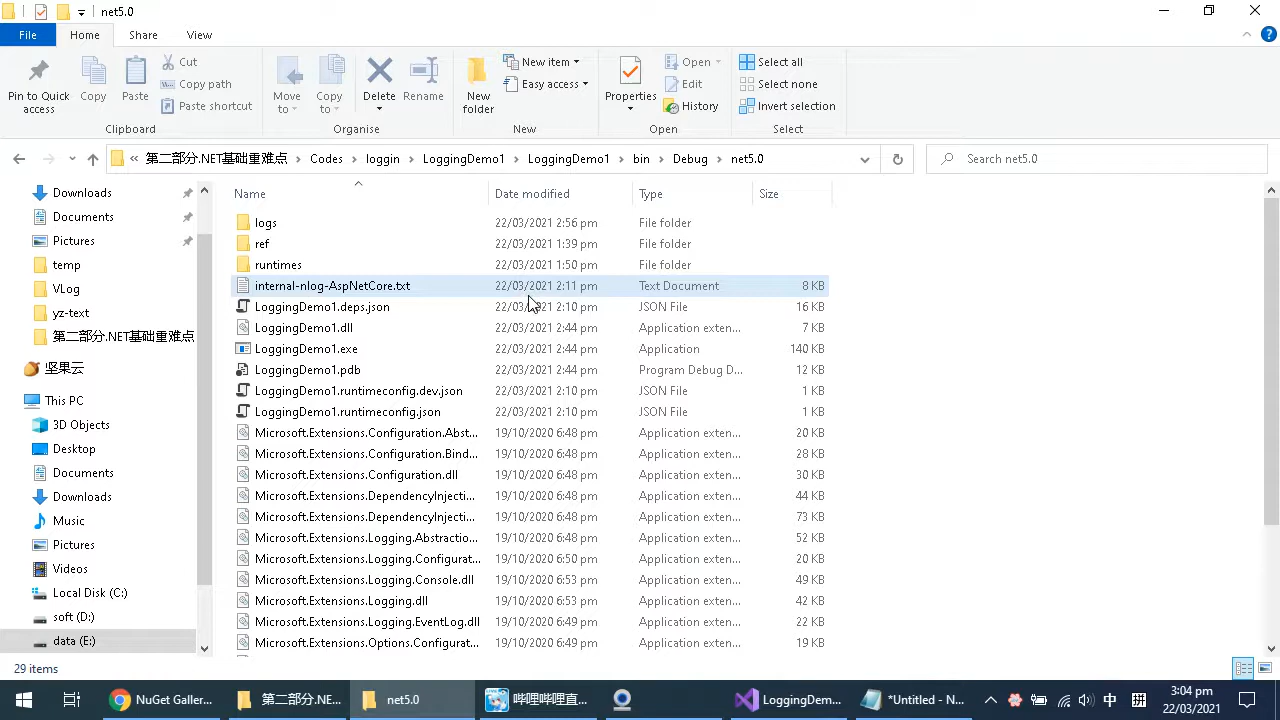 net5.0
File
Home
Share
View
Pin to Quick access
Copy
Paste
Cut
Copy path
Paste shortcut
Clipboard
Move to
Copy to
Delete
Rename
Organise
New folder
New item
Easy access
New
Properties
Open
Edit
History
Open
Select all
Select none
Invert selection
Select
« 第二部分.NET基础重难点 › Codes › loggin › LoggingDemo1 › LoggingDemo1 › bin › Debug › net5.0
Search net5.0
Downloads
Documents
Pictures
temp
VLog
yz-text
第二部分.NET基础重难点
坚果云
This PC
3D Objects
Desktop
Documents
Downloads
Music
Pictures
Videos
Local Disk (C:)
soft (D:)
data (E:)
Name Date modified Type Size
logs 22/03/2021 2:56 pm File folder
ref 22/03/2021 1:39 pm File folder
runtimes 22/03/2021 1:50 pm File folder
internal-nlog-AspNetCore.txt 22/03/2021 2:11 pm Text Document 8 KB
LoggingDemo1.deps.json 22/03/2021 2:10 pm JSON File 16 KB
LoggingDemo1.dll 22/03/2021 2:44 pm Application exten... 7 KB
LoggingDemo1.exe 22/03/2021 2:44 pm Application 140 KB
LoggingDemo1.pdb 22/03/2021 2:44 pm Program Debug D... 12 KB
LoggingDemo1.runtimeconfig.dev.json 22/03/2021 2:10 pm JSON File 1 KB
LoggingDemo1.runtimeconfig.json 22/03/2021 2:10 pm JSON File 1 KB
Microsoft.Extensions.Configuration.Abst... 19/10/2020 6:48 pm Application exten... 20 KB
Microsoft.Extensions.Configuration.Bind... 19/10/2020 6:48 pm Application exten... 28 KB
Microsoft.Extensions.Configuration.dll 19/10/2020 6:48 pm Application exten... 30 KB
Microsoft.Extensions.DependencyInjecti... 19/10/2020 6:48 pm Application exten... 44 KB
Microsoft.Extensions.DependencyInjecti... 19/10/2020 6:48 pm Application exten... 73 KB
Microsoft.Extensions.Logging.Abstractio... 19/10/2020 6:48 pm Application exten... 52 KB
Microsoft.Extensions.Logging.Configurat... 19/10/2020 6:50 pm Application exten... 20 KB
Microsoft.Extensions.Logging.Console.dll 19/10/2020 6:53 pm Application exten... 49 KB
Microsoft.Extensions.Logging.dll 19/10/2020 6:53 pm Application exten... 42 KB
Microsoft.Extensions.Logging.EventLog.dll 19/10/2020 6:49 pm Application exten... 22 KB
Microsoft.Extensions.Options.Configurat... 19/10/2020 6:49 pm Application exten... 19 KB
29 items
NuGet Galler...
第二部分.NE...
net5.0
哔哩哔哩直...
LoggingDem...
*Untitled - N...
中
拼
3:04 pm
22/03/2021